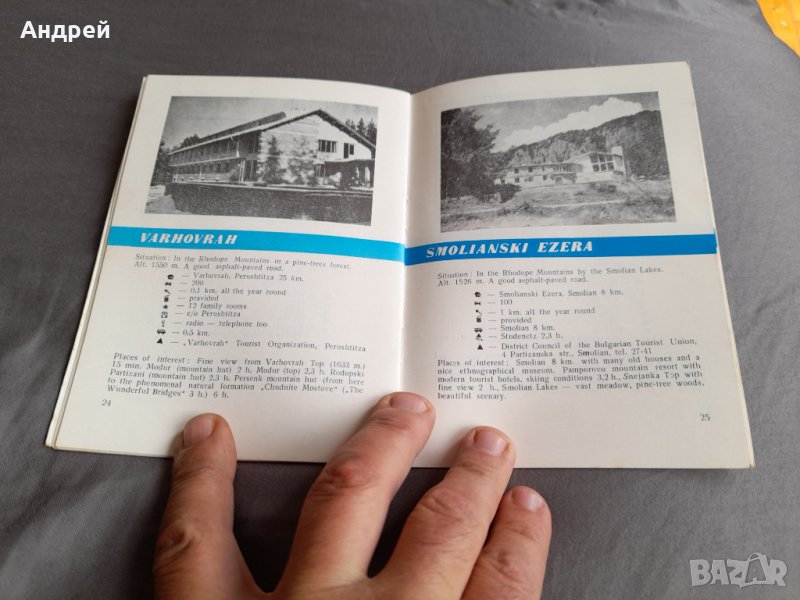 Андрей
VARHOVRAH
Situation : In the Rhodope Mountains in a pine-trees forest.
Alt. 1550 m. A good asphalt-paved road.
— Varhovrah, Perushtitza 25 km.
— 200
— 0,1 km, all the year round
— pravided
— 12 family rooms
— c/o Perushtitza
— radio — telephone too
— 0,5 km.
— „Varhovrah“ Tourist Organization, Perushtitza
Places of interest : Fine view from Varhovrah Top (1633 m.)
15 min. Modur (mountain hut) 2 h. Modur (top) 2,3 h. Rodopski
Partizani (mountain hut) 2,3 h. Persenk mountain hut (from here
to the phenomenal natural formation „Chudnite Mostove“ („The
Wunderful Bridges“ 3 h.) 6 h.
24
SMOLIANSKI EZERA
Situation : In the Rhodope Mountains by the Smolian Lakes.
Alt. 1526 m. A good asphalt-paved road.
— Smolianski Ezera, Smolian 8 km.
— 100
— 1 km. all the year round
— provided
— Smolian 8 km.
— Studenetz 2,3 h.
— District Council of the Bulgarian Tourist Union,
4 Partizanska str., Smolian, tel. 27-41
Places of interest : Smolian 8 km. with many old houses and a
nice ethnographical museum, Pamporovo mountain resort with
modern tourist hotels, skiing conditions 3,2 h., Snejanka Top with
fine view 2 h. Smolian Lakes — vast meadow, pine-tree woods,
beautiful scenary.
25
BAZAR